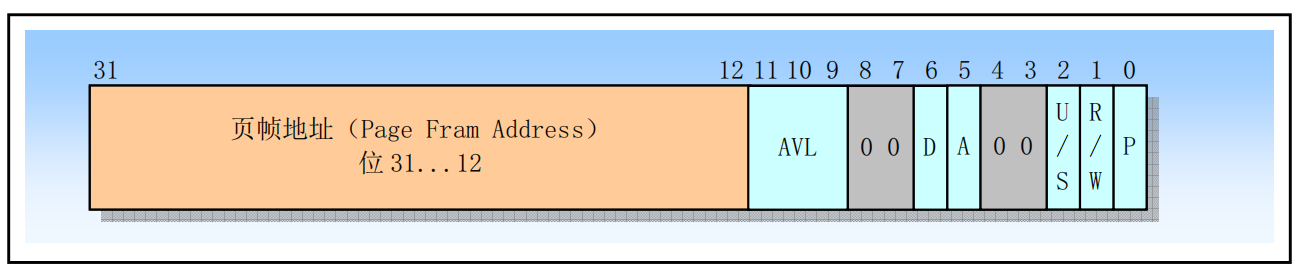 31 12 11 10 9 8 7 6 5 4 3 2 1 0
页帧地址（Page Fram Address）
位 31...12
AVL
0 0
D
A
0 0
U/S
R/W
P